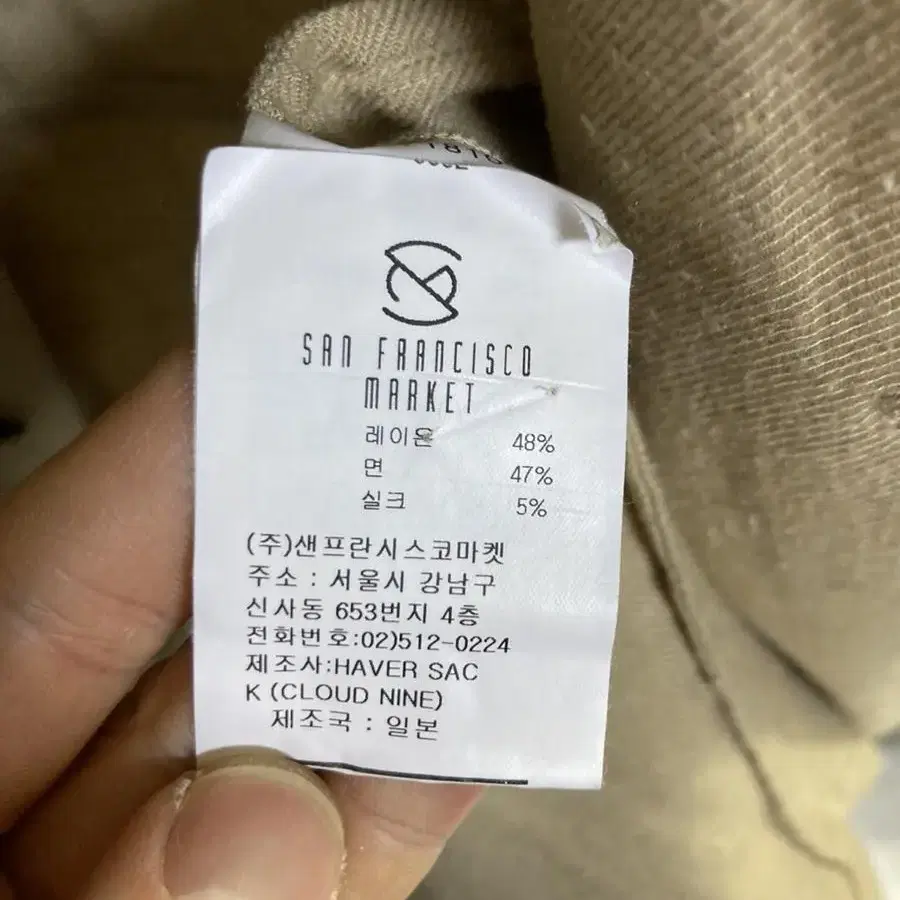 SAN FRANCISCO
MARKET
레이온 48%
면 47%
실크 5%
(주)샌프란시스코마켓
주소 : 서울시 강남구
신사동 653번지 4층
전화번호:02)512-0224
제조사:HAVER SAC
K (CLOUD NINE)
제조국 : 일본